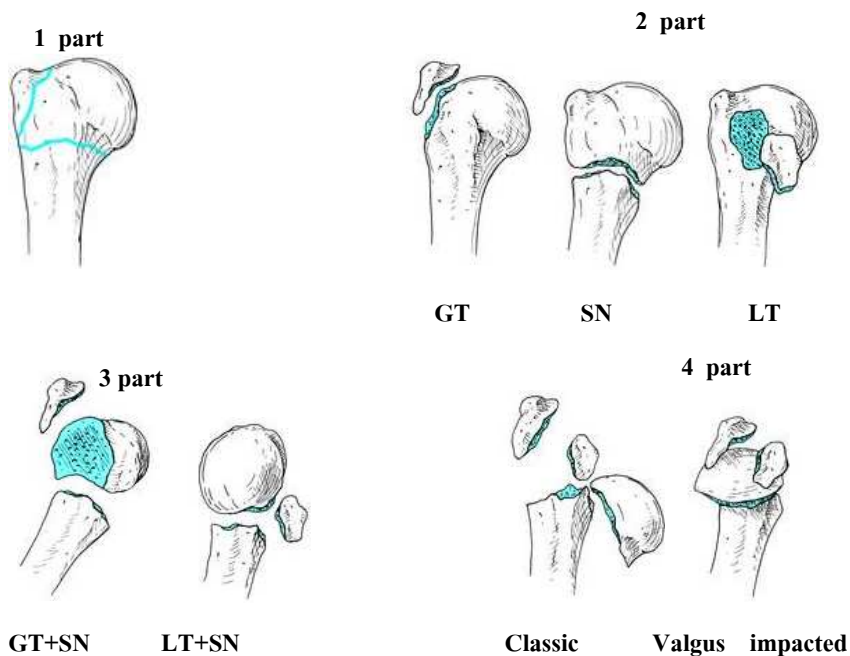 1 part
2 part
GT SN LT
3 part
4 part
GT+SN LT+SN
Classic Valgus impacted